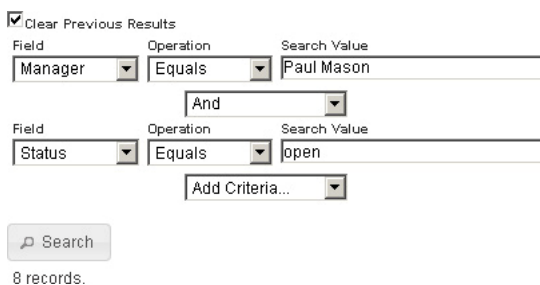 Clear Previous Results
Field Operation Search Value
Manager Equals Paul Mason
And
Field Operation Search Value
Status Equals open
Add Criteria...
Search
8 records.